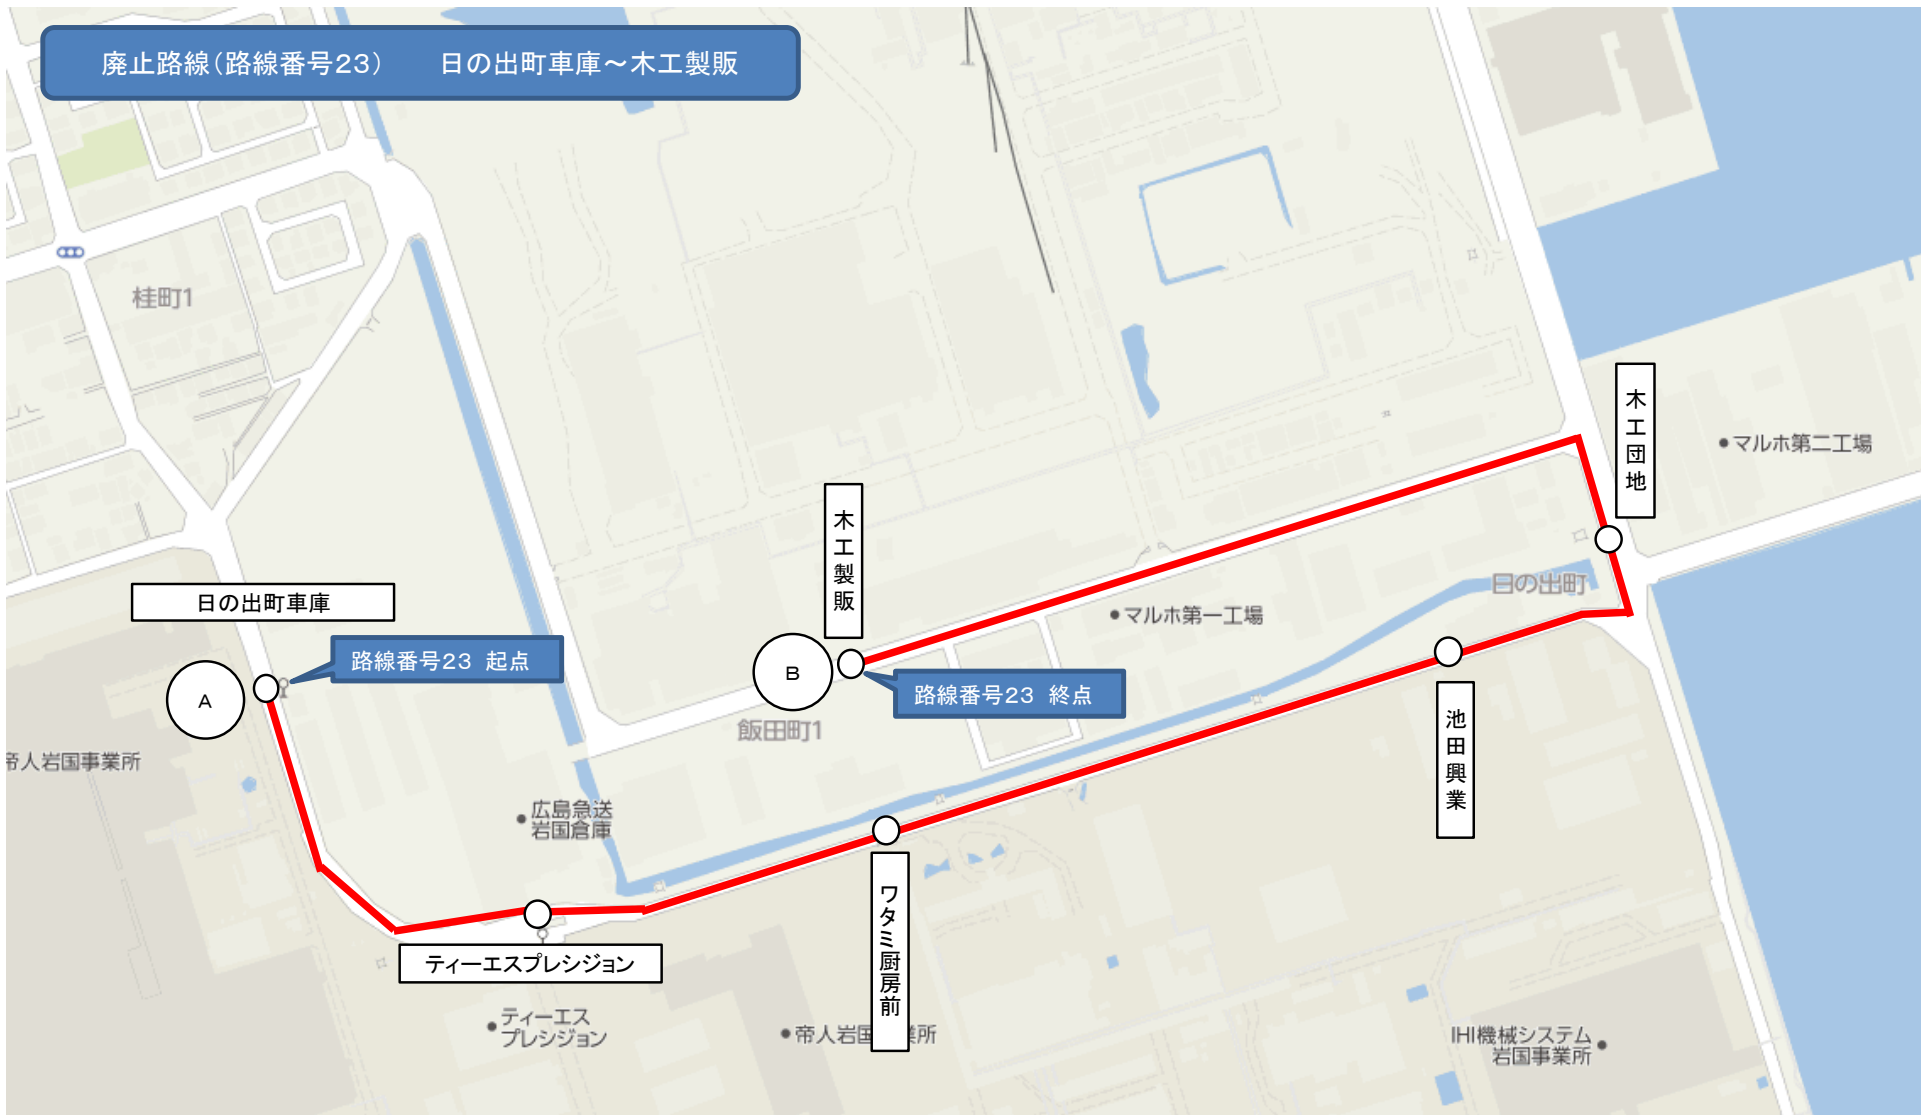 廃止路線(路線番号23)　日の出町車庫～木工製販
桂町1
木工団地
マルホ第二工場
木工製販
日の出町
日の出町車庫
マルホ第一工場
路線番号23 起点
A
B
路線番号23 終点
飯田町1
池田興業
帝人岩国事業所
広島急送
岩国倉庫
ワタミ厨房前
ティーエスプレシジョン
ティーエス
プレシジョン
帝人岩国業所
IHI機械システム
岩国事業所